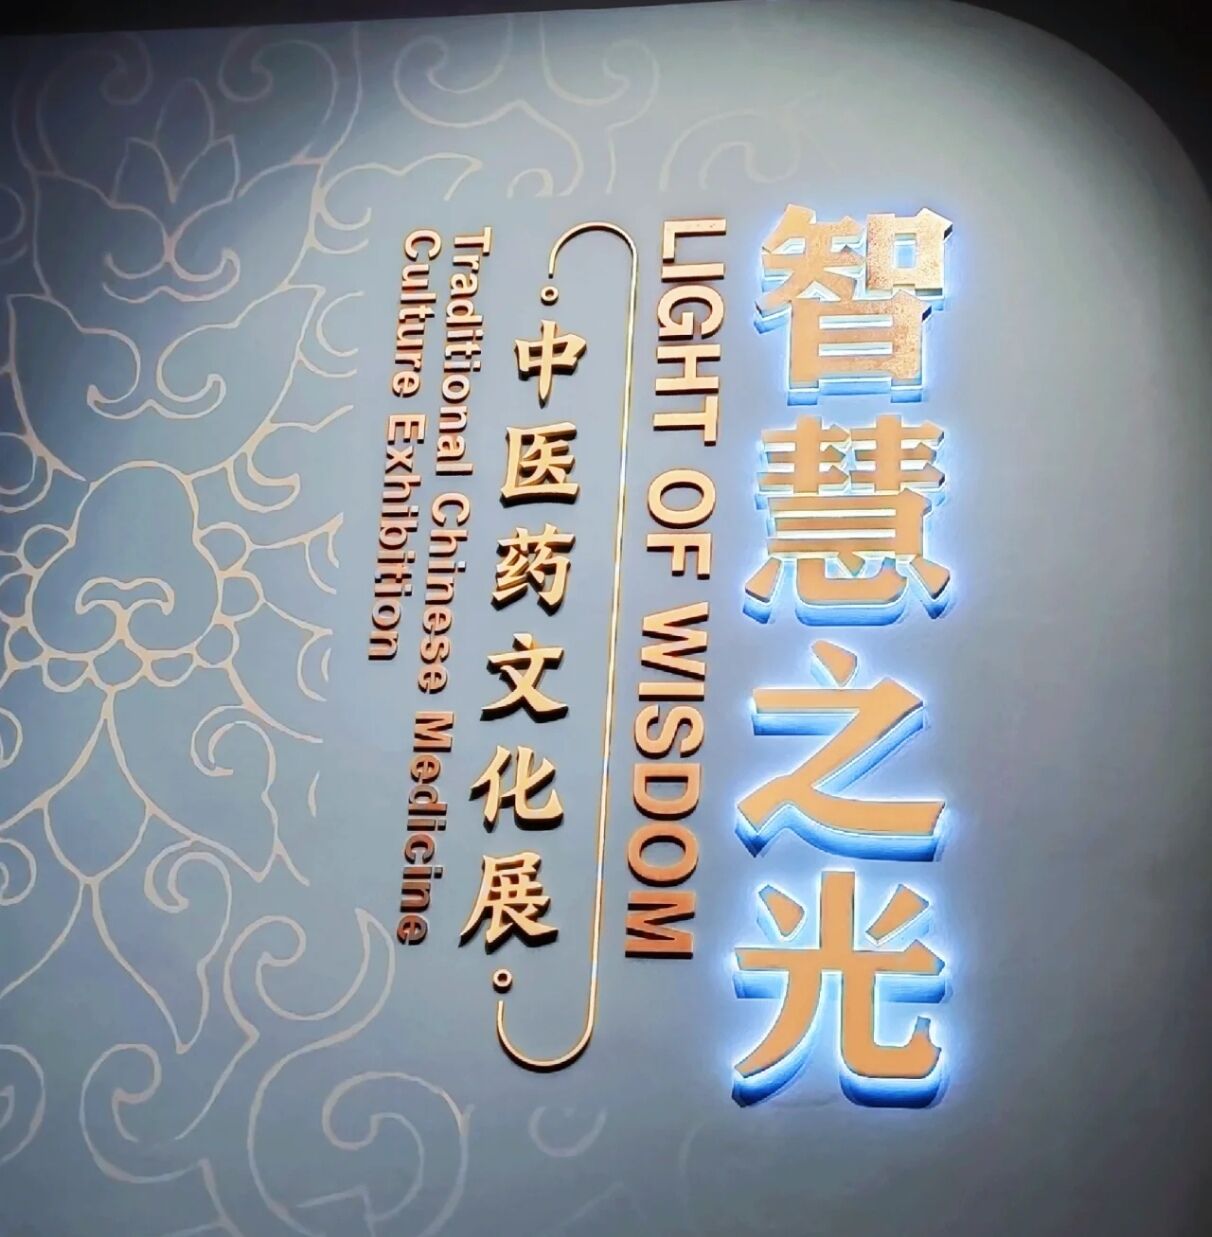 智慧之光
LIGHT OF WISDOM
中医药文化展
Traditional Chinese Medicine
Culture Exhibition